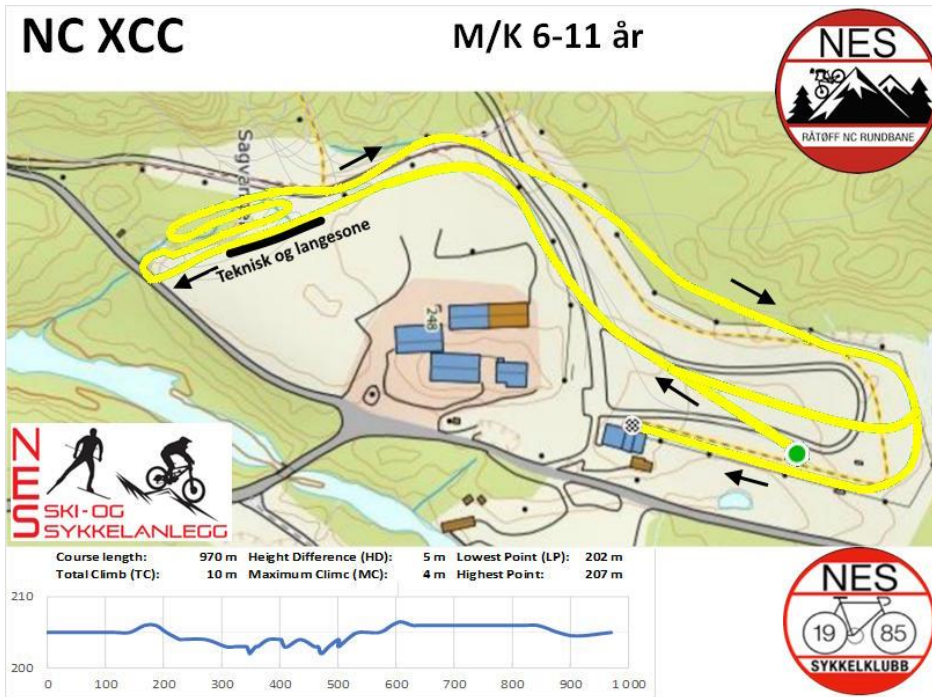 NC XCC
M/K 6-11 år
NES
RÅTØFF NC RUNDBANE
Teknisk og langesone
248
NES
SKI-OG
SYKKELANLEGG
Course length: 970 m Height Difference (HD): 5 m Lowest Point (LP): 202 m
Total Climb (TC): 10 m Maximum Climc (MC): 4 m Highest Point: 207 m
210
200
0 100 200 300 400 500 600 700 800 900 1 000
NES
19 85
SYKKELKLUBB